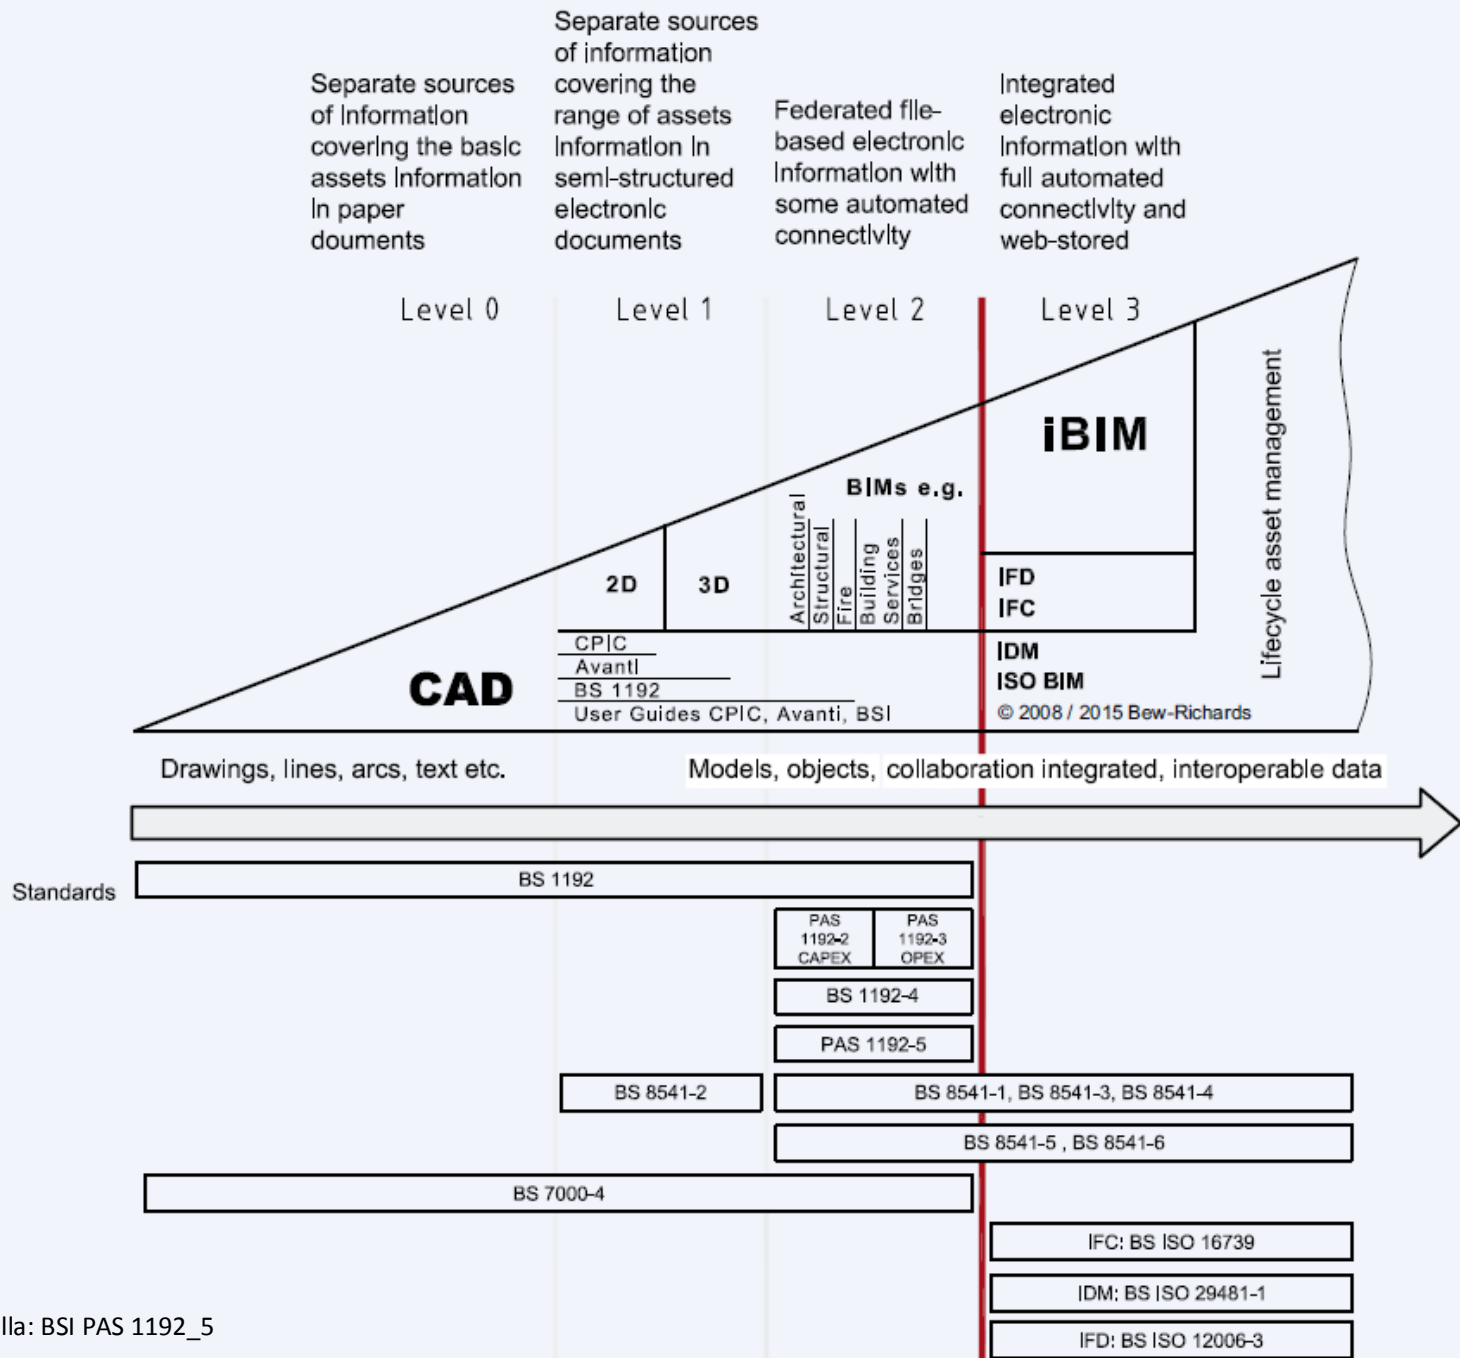 Separate sources
of information
covering the basic
assets information
in paper
douments
Separate sources
of information
covering the
range of assets
information in
semi-structured
electronic
documents
Federated file-
based electronic
information with
some automated
connectivity
Integrated
electronic
information with
full automated
connectivity and
web-stored
Level 0
Level 1
Level 2
Level 3
iBIM
BIMs e.g.
2D
3D
Architectural
Structural
Fire
Building
Services
Bridges
IFD
IFC
IDM
ISO BIM
© 2008 / 2015 Bew-Richards
Lifecycle asset management
CAD
CPIC
Avanti
BS 1192
User Guides CPIC, Avanti, BSI
Drawings, lines, arcs, text etc.
Models, objects, collaboration integrated, interoperable data
Standards
BS 1192
PAS
1192-2
CAPEX
PAS
1192-3
OPEX
BS 1192-4
PAS 1192-5
BS 8541-2
BS 8541-1, BS 8541-3, BS 8541-4
BS 8541-5 , BS 8541-6
BS 7000-4
IFC: BS ISO 16739
IDM: BS ISO 29481-1
IFD: BS ISO 12006-3
lla: BSI PAS 1192_5